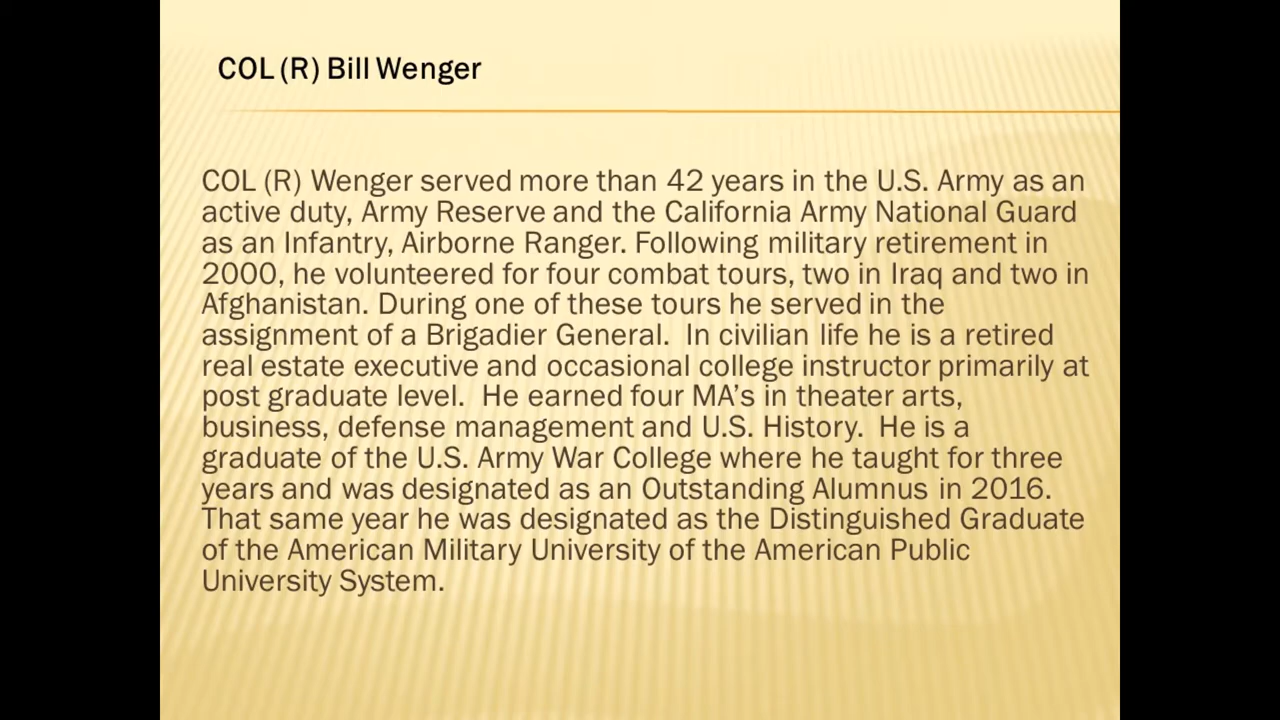 COL (R) Bill Wenger
COL (R) Wenger served more than 42 years in the U.S. Army as an
active duty, Army Reserve and the California Army National Guard
as an Infantry, Airborne Ranger. Following military retirement in
2000, he volunteered for four combat tours, two in Iraq and two in
Afghanistan. During one of these tours he served in the
assignment of a Brigadier General.  In civilian life he is a retired
real estate executive and occasional college instructor primarily at
post graduate level.  He earned four MA’s in theater arts,
business, defense management and U.S. History.  He is a
graduate of the U.S. Army War College where he taught for three
years and was designated as an Outstanding Alumnus in 2016.
That same year he was designated as the Distinguished Graduate
of the American Military University of the American Public
University System.